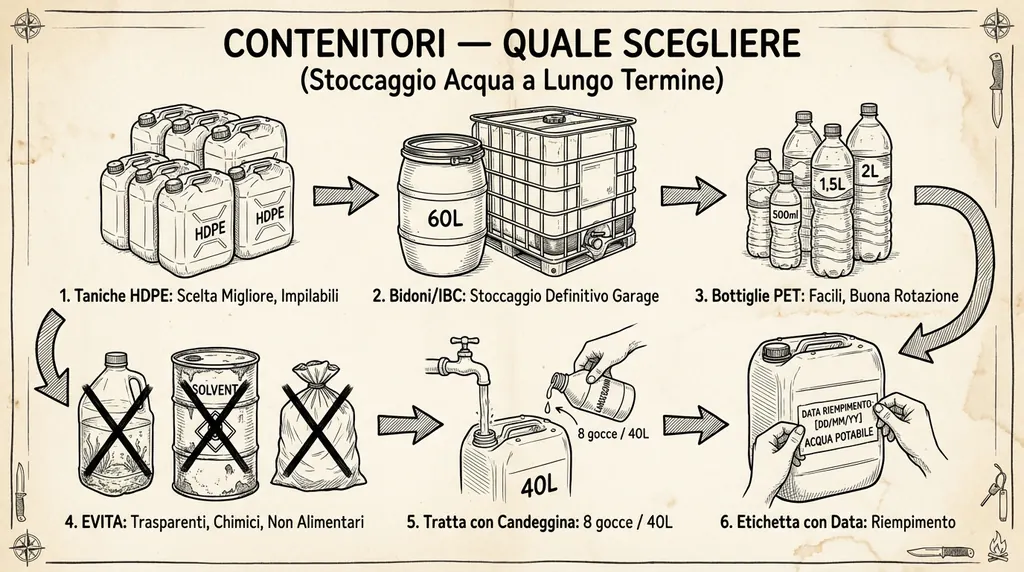 CONTENITORI — QUALE SCEGLIERE
(Stoccaggio Acqua a Lungo Termine)
HDPE
HDPE
60L
500ml
1,5L
2L
1. Taniche HDPE: Scelta Migliore, Impilabili
2. Bidoni/IBC: Stoccaggio Definitivo Garage
3. Bottiglie PET: Facili, Buona Rotazione
SOLVENT
8 gocce / 40L
40L
DATA RIEMPIMENTO
[DD/MM/YY]
ACQUA POTABILE
4. EVITA: Trasparenti, Chimici, Non Alimentari
5. Tratta con Candeggina: 8 gocce / 40L
6. Etichetta con Data: Riempimento